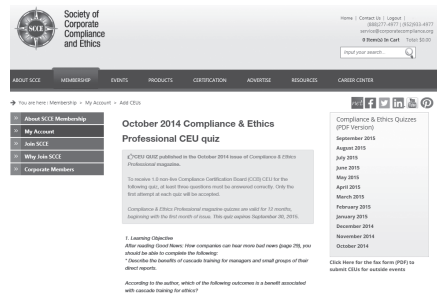 Society of
Corporate
Compliance
and Ethics
SCCE
Home | Contact Us | Logout |
(888)277-4977 | (952)933-4977
service@corporatecompliance.org
0 Item(s) In Cart Total: $0.00
Input your search...
ABOUT SCCE MEMBERSHIP EVENTS PRODUCTS CERTIFICATION ADVERTISE RESOURCES CAREER CENTER
You are here: Membership > My Account > Add CEUs
About SCCE Membership
My Account
Join SCCE
Why Join SCCE
Corporate Members
October 2014 Compliance & Ethics
Professional CEU quiz
CEU QUIZ published in the October 2014 issue of Compliance & Ethics
Professional magazine.
To receive 1.0 non-live Compliance Certification Board (CCB) CEU for the
following quiz, at least three questions must be answered correctly. Only the
first attempt at each quiz will be accepted.
Compliance & Ethics Professional magazine quizzes are valid for 12 months,
beginning with the first month of issue. This quiz expires September 30, 2015.
1. Learning Objective
After reading Good News: How companies can hear more bad news (page 29), you
should be able to complete the following:
* Describe the benefits of cascade training for managers and small groups of their
direct reports.
According to the author, which of the following outcomes is a benefit associated
with cascade training for ethics?
Compliance & Ethics Quizzes
(PDF Version)
September 2015
August 2015
July 2015
June 2015
May 2015
April 2015
March 2015
February 2015
January 2015
December 2014
November 2014
October 2014
Click Here for the fax form (PDF) to
submit CEUs for outside events